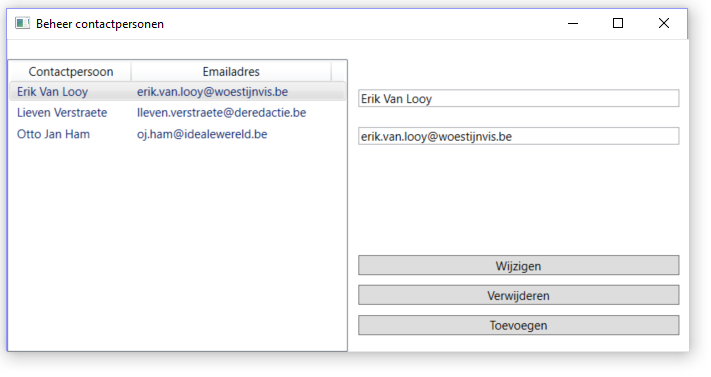 Beheer contactpersonen
Contactpersoon Emailadres
Erik Van Looy erik.van.looy@woestijnvis.be
Lieven Verstraete lleven.verstraete@deredactie.be
Otto Jan Ham oj.ham@idealewereld.be
Erik Van Looy
erik.van.looy@woestijnvis.be
Wijzigen
Verwijderen
Toevoegen